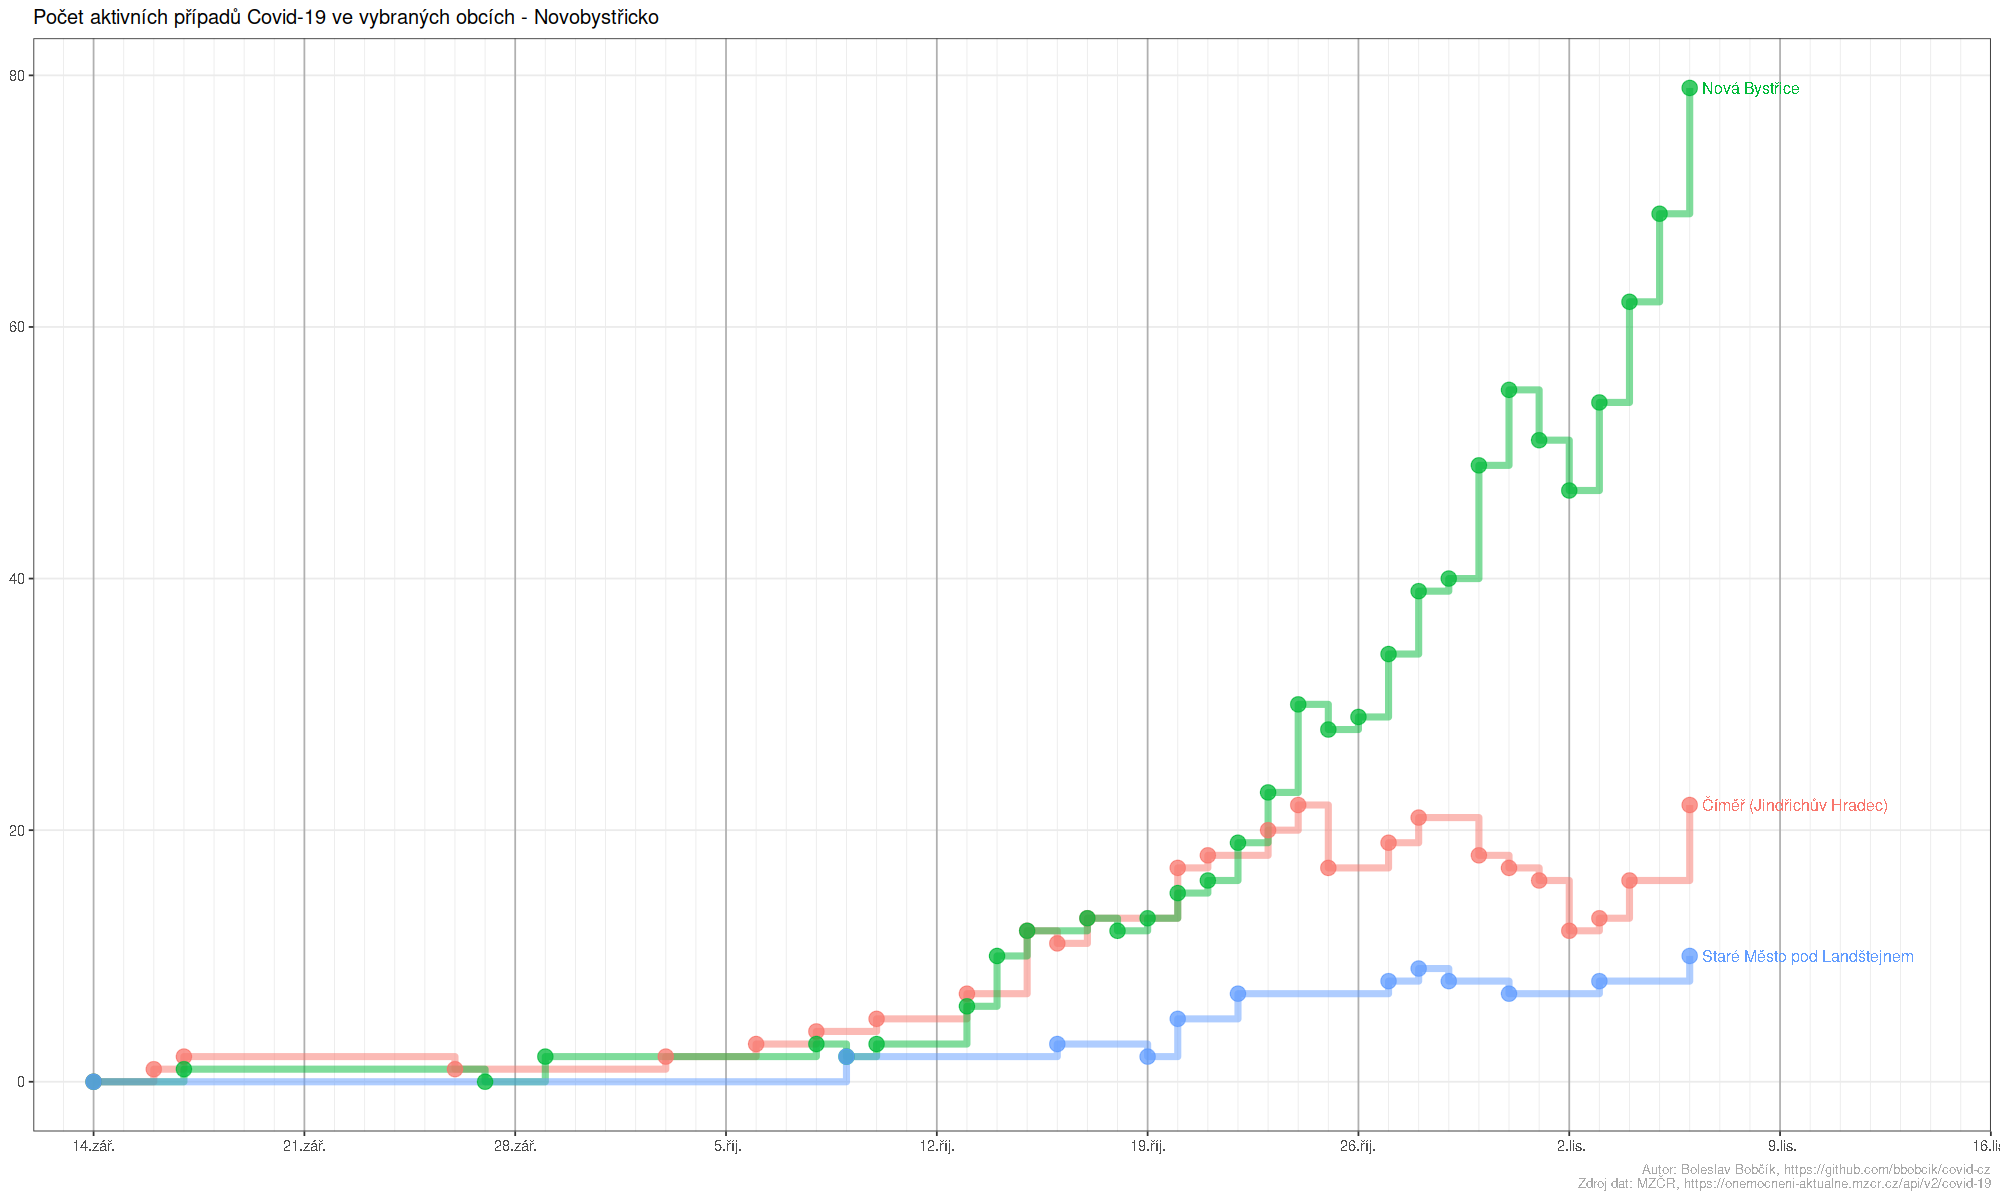 Počet aktivních případů Covid-19 ve vybraných obcích - Novobystřicko
80
Nová Bystřice
60
40
20
Číměř (Jindřichův Hradec)
Staré Město pod Landštejnem
0
14.zář.
21.zář.
28.zář.
5.říj.
12.říj.
19.říj.
26.říj.
2.lis.
9.lis.
16.lis
Autor: Boleslav Bobčík, https://github.com/bbobcik/covid-cz
Zdroj dat: MZČR, https://onemocneni-aktualne.mzcr.cz/api/v2/covid-19